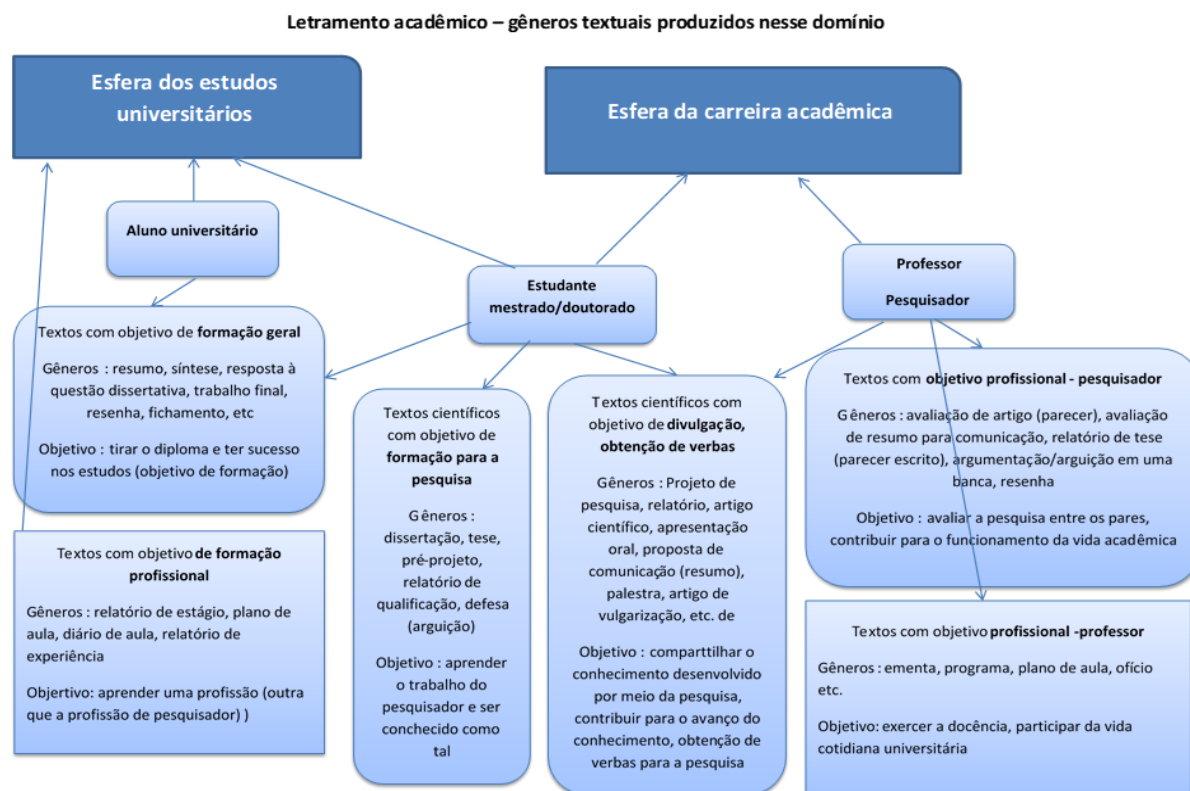 Letramento acadêmico – gêneros textuais produzidos nesse domínio
Esfera dos estudos
universitários
Esfera da carreira acadêmica
Aluno universitário
Estudante
mestrado/doutorado
Professor
Pesquisador
Textos com objetivo de formação geral
Gêneros : resumo, síntese, resposta à
questão dissertativa, trabalho final,
resenha, fichamento, etc
Objetivo : tirar o diploma e ter sucesso
nos estudos (objetivo de formação)
Textos com objetivo de formação
profissional
Gêneros : relatório de estágio, plano de
aula, diário de aula, relatório de
experiência
Objertivo: aprender uma profissão (outra
que a profissão de pesquisador) )
Textos científicos
com objetivo de
formação para a
pesquisa
Gêneros :
dissertação, tese,
pré-projeto,
relatório de
qualificação, defesa
(arguição)
Objetivo : aprender
o trabalho do
pesquisador e ser
conchecido como
tal
Textos científicos com
objetivo de divulgação,
obtenção de verbas
Gêneros : Projeto de
pesquisa, relatório, artigo
científico, apresentação
oral, proposta de
comunicação (resumo),
palestra, artigo de
vulgarização, etc. de
Objetivo : comparttilhar o
conhecimento desenvolvido
por meio da pesquisa,
contribuir para o avanço do
conhecimento, obtenção de
verbas para a pesquisa
Textos com objetivo profissional - pesquisador
Gêneros : avaliação de artigo (parecer), avaliação
de resumo para comunicação, relatório de tese
(parecer escrito), argumentação/arguição em uma
banca, resenha
Objetivo : avaliar a pesquisa entre os pares,
contribuir para o funcionamento da vida acadêmica
Textos com objetivo profissional -professor
Gêneros : ementa, programa, plano de aula, ofício
etc.
Objetivo: exercer a docência, participar da vida
cotidiana universitária